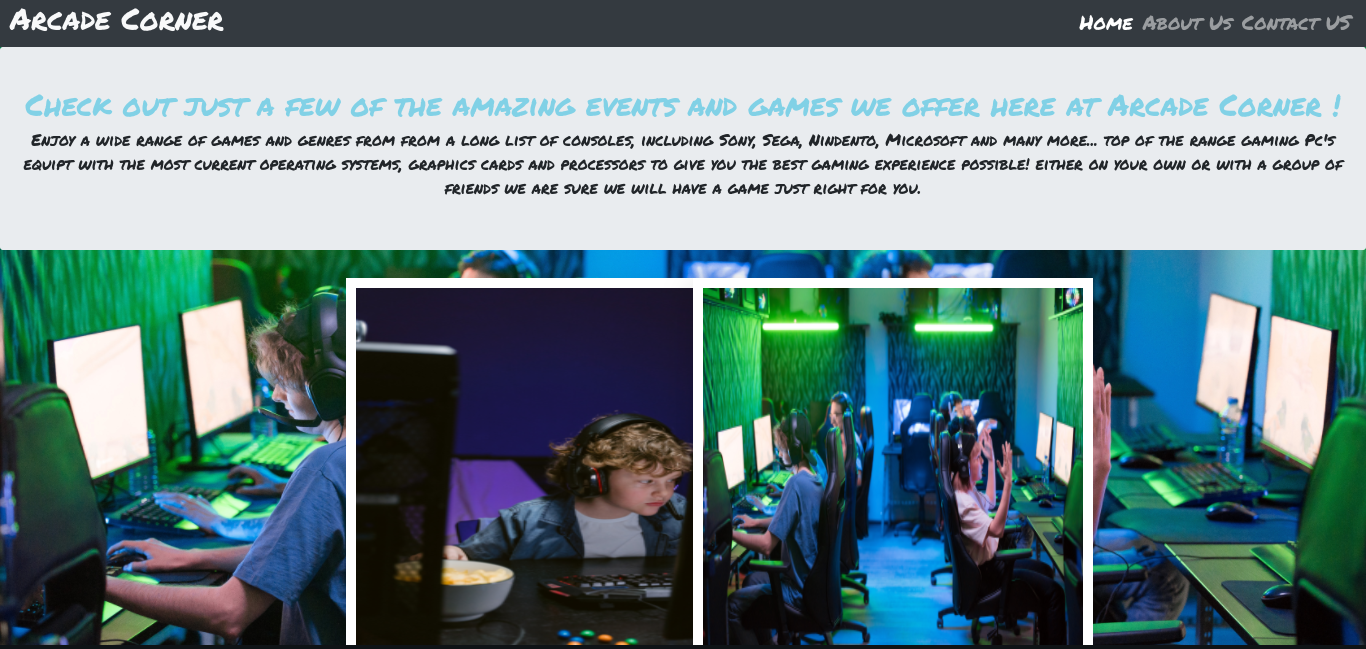 Arcade Corner
Home About Us Contact US
Check out just a few of the amazing events and games we offer here at Arcade Corner !
Enjoy a wide range of games and genres from from a long list of consoles, including Sony, Sega, Nindento, Microsoft and many more... top of the range gaming Pc's
equipt with the most current operating systems, graphics cards and processors to give you the best gaming experience possible! either on your own or with a group of
friends we are sure we will have a game just right for you.